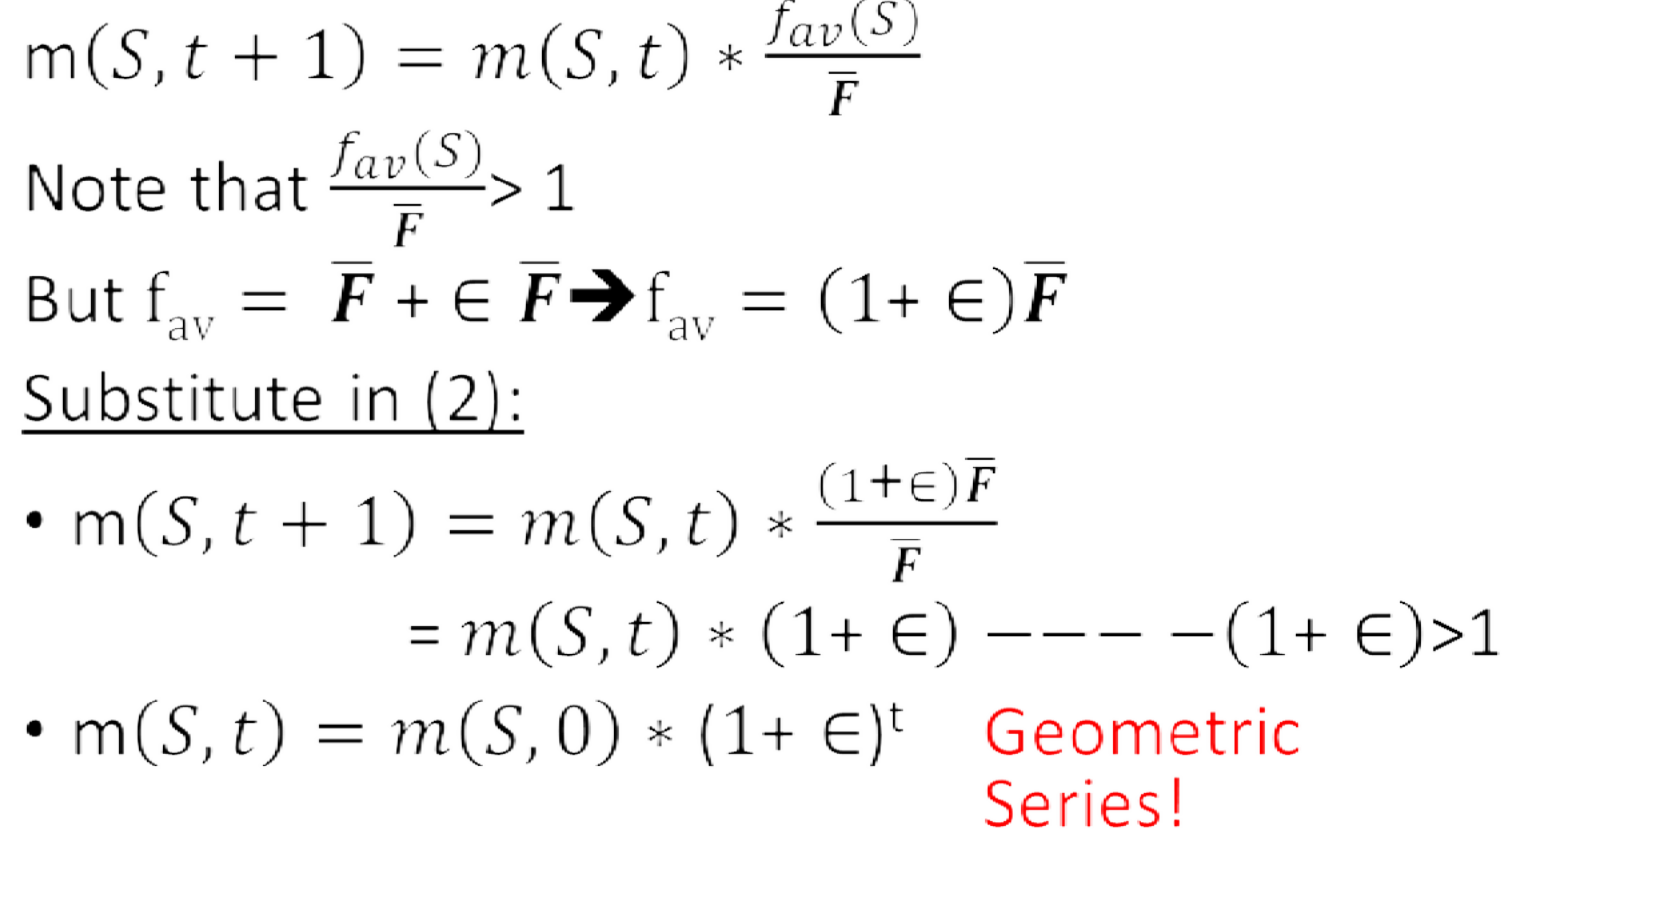 m(S, t + 1) = m(S, t) * f_av(S) / F̅
Note that f_av(S) / F̅ > 1
But f_av = F̅ + ∈ F̅ ➔ f_av = (1+ ∈)F̅
Substitute in (2):
• m(S, t + 1) = m(S, t) * (1+∈)F̅ / F̅
= m(S, t) * (1+ ∈) −−− −(1+ ∈)>1
• m(S, t) = m(S, 0) * (1+ ∈)^t Geometric
Series!